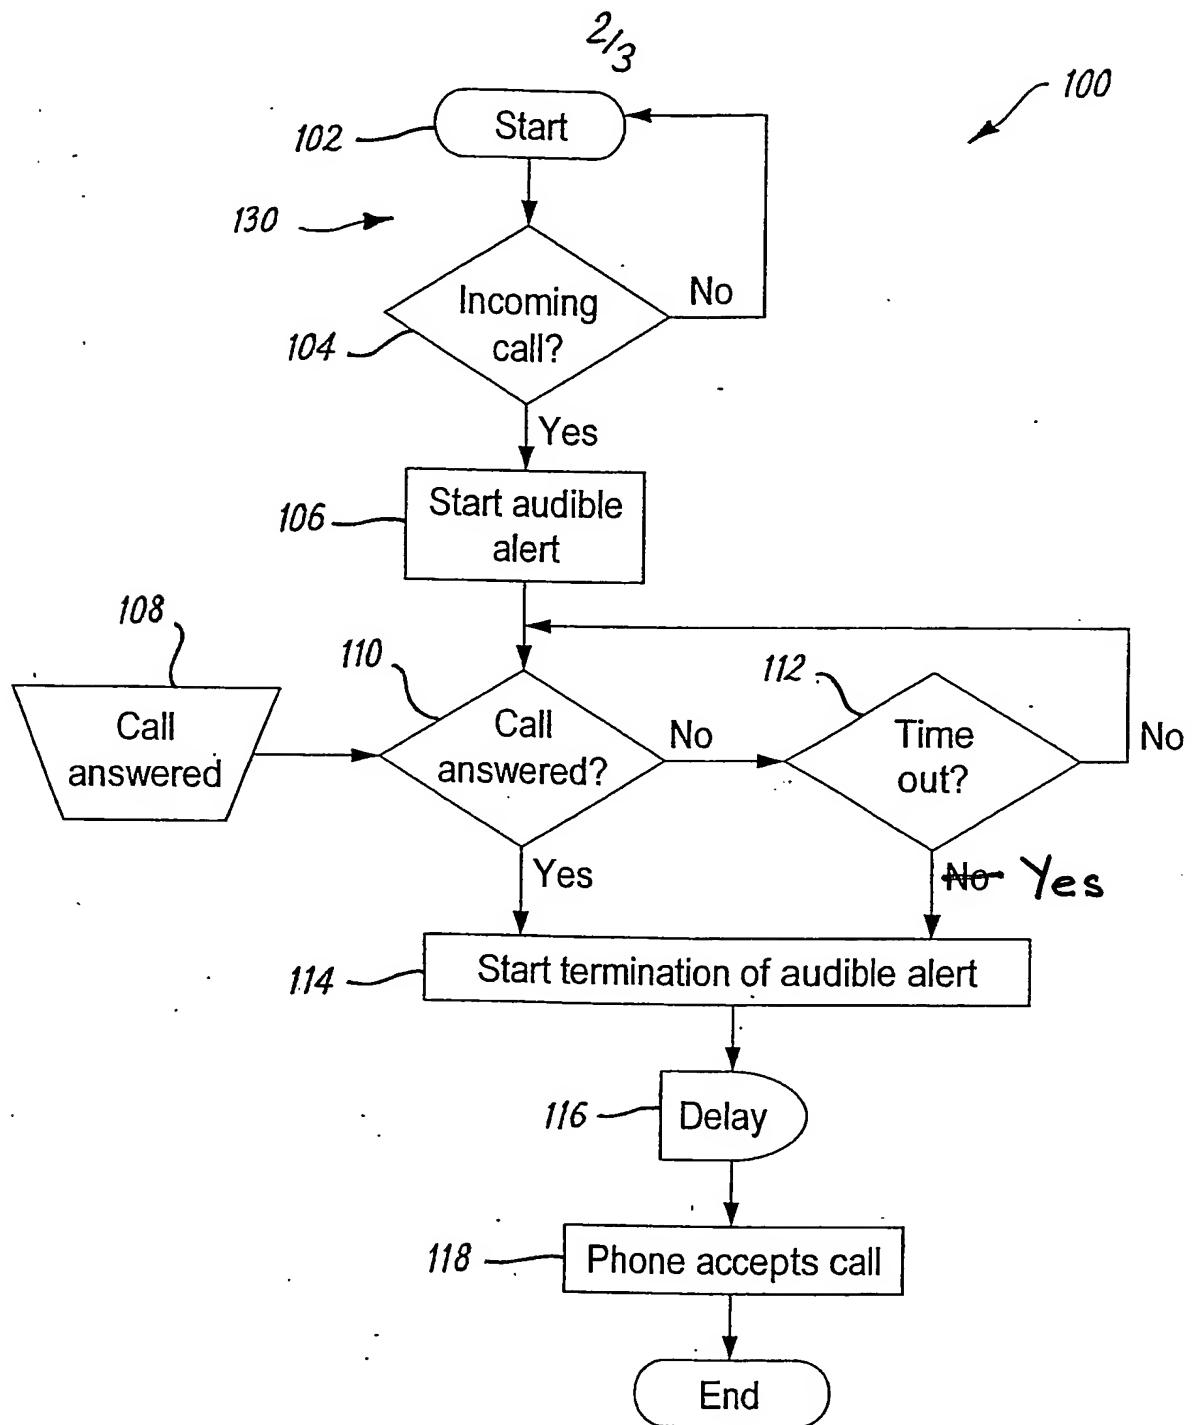 2/3
100
102
Start
130
Incoming
call?
No
104
Yes
106
Start audible
alert
108
110
112
Call
answered
Call
answered?
No
Time
out?
No
Yes
No Yes
114
Start termination of audible alert
116
Delay
118
Phone accepts call
End